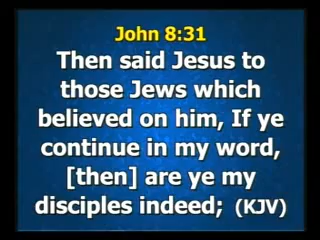 John 8:31
Then said Jesus to
those Jews which
believed on him, If ye
continue in my word,
[then] are ye my
disciples indeed; (KJV)